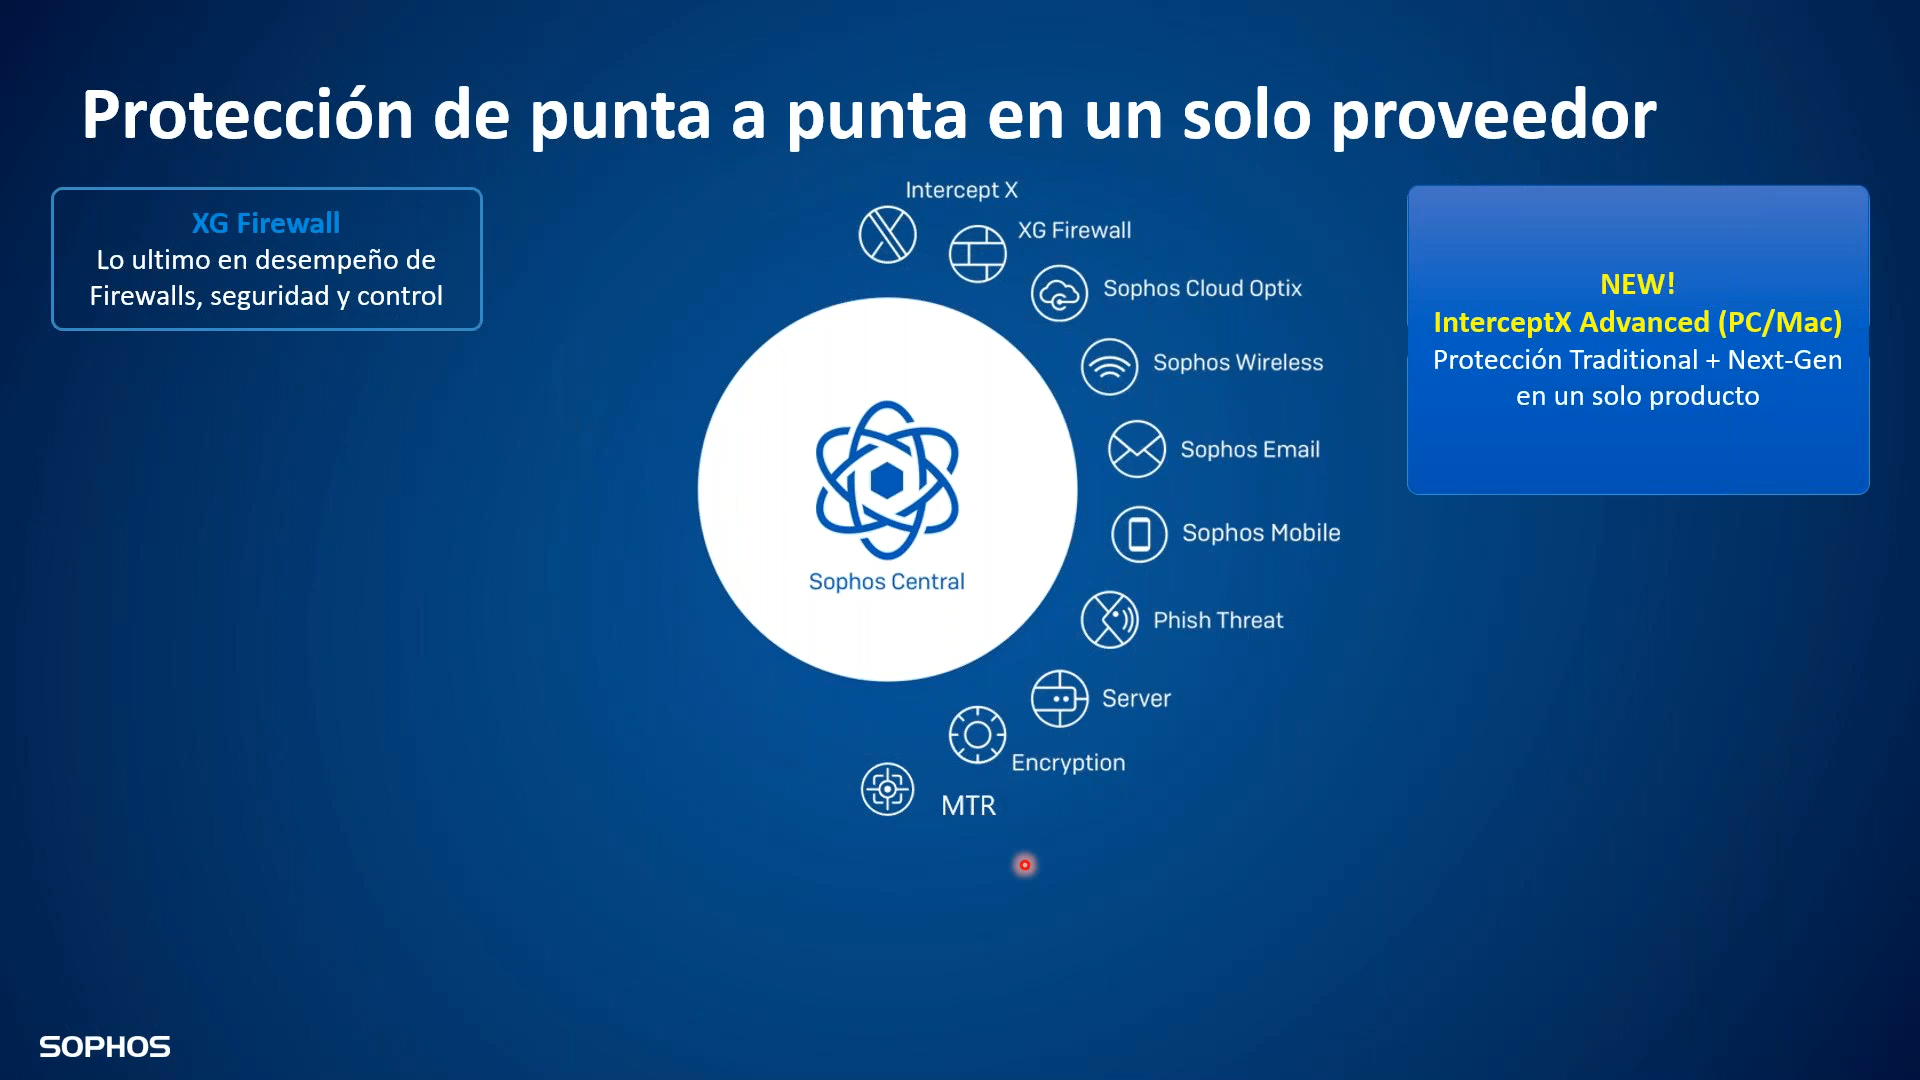 Protección de punta a punta en un solo proveedor
XG Firewall
Lo ultimo en desempeño de
Firewalls, seguridad y control
Intercept X
XG Firewall
Sophos Cloud Optix
Sophos Wireless
Sophos Email
Sophos Mobile
Phish Threat
Server
Encryption
MTR
Sophos Central
NEW!
InterceptX Advanced (PC/Mac)
Protección Traditional + Next-Gen
en un solo producto
SOPHOS